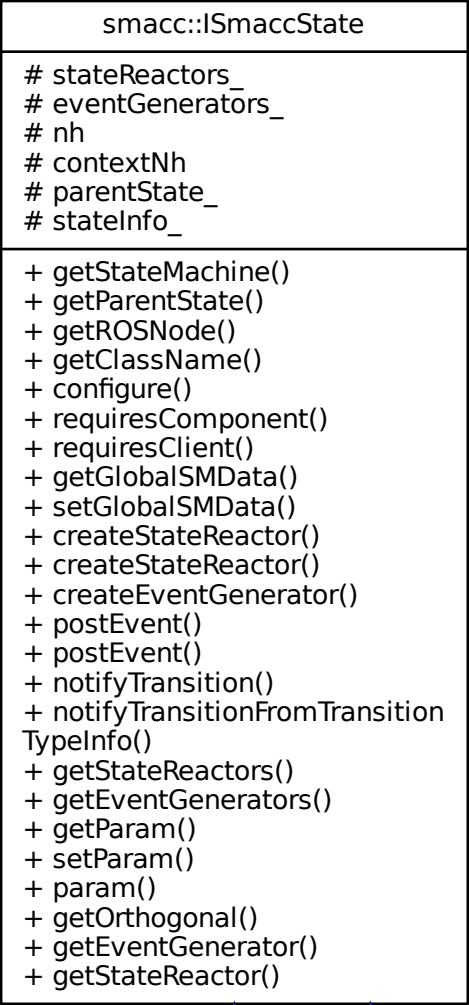 smacc::ISmaccState
# stateReactors_
# eventGenerators_
# nh
# contextNh
# parentState_
# stateInfo_
+ getStateMachine()
+ getParentState()
+ getROSNode()
+ getClassName()
+ configure()
+ requiresComponent()
+ requiresClient()
+ getGlobalSMData()
+ setGlobalSMData()
+ createStateReactor()
+ createStateReactor()
+ createEventGenerator()
+ postEvent()
+ postEvent()
+ notifyTransition()
+ notifyTransitionFromTransition
TypeInfo()
+ getStateReactors()
+ getEventGenerators()
+ getParam()
+ setParam()
+ param()
+ getOrthogonal()
+ getEventGenerator()
+ getStateReactor()